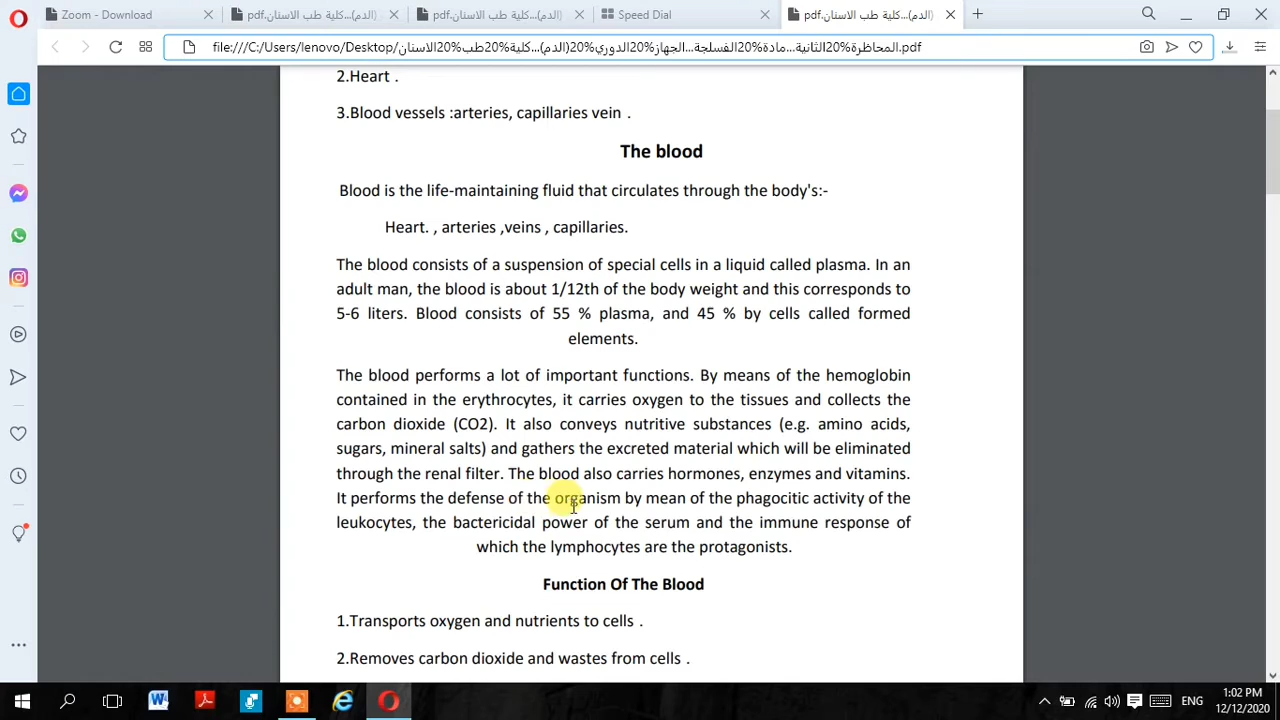 Zoom - Download
(الدم)...كلية طب الاسنان.pdf
(الدم)...كلية طب الاسنان.pdf
Speed Dial
(الدم)...كلية طب الاسنان.pdf
file:///C:/Users/lenovo/Desktop/المحاظرة%20الثانية...مادة%20الفسلجة...الجهاز%20الدوري%20(الدم)...كلية%20طب%20الاسنان.pdf
2.Heart .
3.Blood vessels :arteries, capillaries vein .
The blood
Blood is the life-maintaining fluid that circulates through the body's:-
Heart. , arteries ,veins , capillaries.
The blood consists of a suspension of special cells in a liquid called plasma. In an
adult man, the blood is about 1/12th of the body weight and this corresponds to
5-6 liters. Blood consists of 55 % plasma, and 45 % by cells called formed
elements.
The blood performs a lot of important functions. By means of the hemoglobin
contained in the erythrocytes, it carries oxygen to the tissues and collects the
carbon dioxide (CO2). It also conveys nutritive substances (e.g. amino acids,
sugars, mineral salts) and gathers the excreted material which will be eliminated
through the renal filter. The blood also carries hormones, enzymes and vitamins.
It performs the defense of the organism by mean of the phagocitic activity of the
leukocytes, the bactericidal power of the serum and the immune response of
which the lymphocytes are the protagonists.
Function Of The Blood
1.Transports oxygen and nutrients to cells .
2.Removes carbon dioxide and wastes from cells .
ENG
1:02 PM
12/12/2020